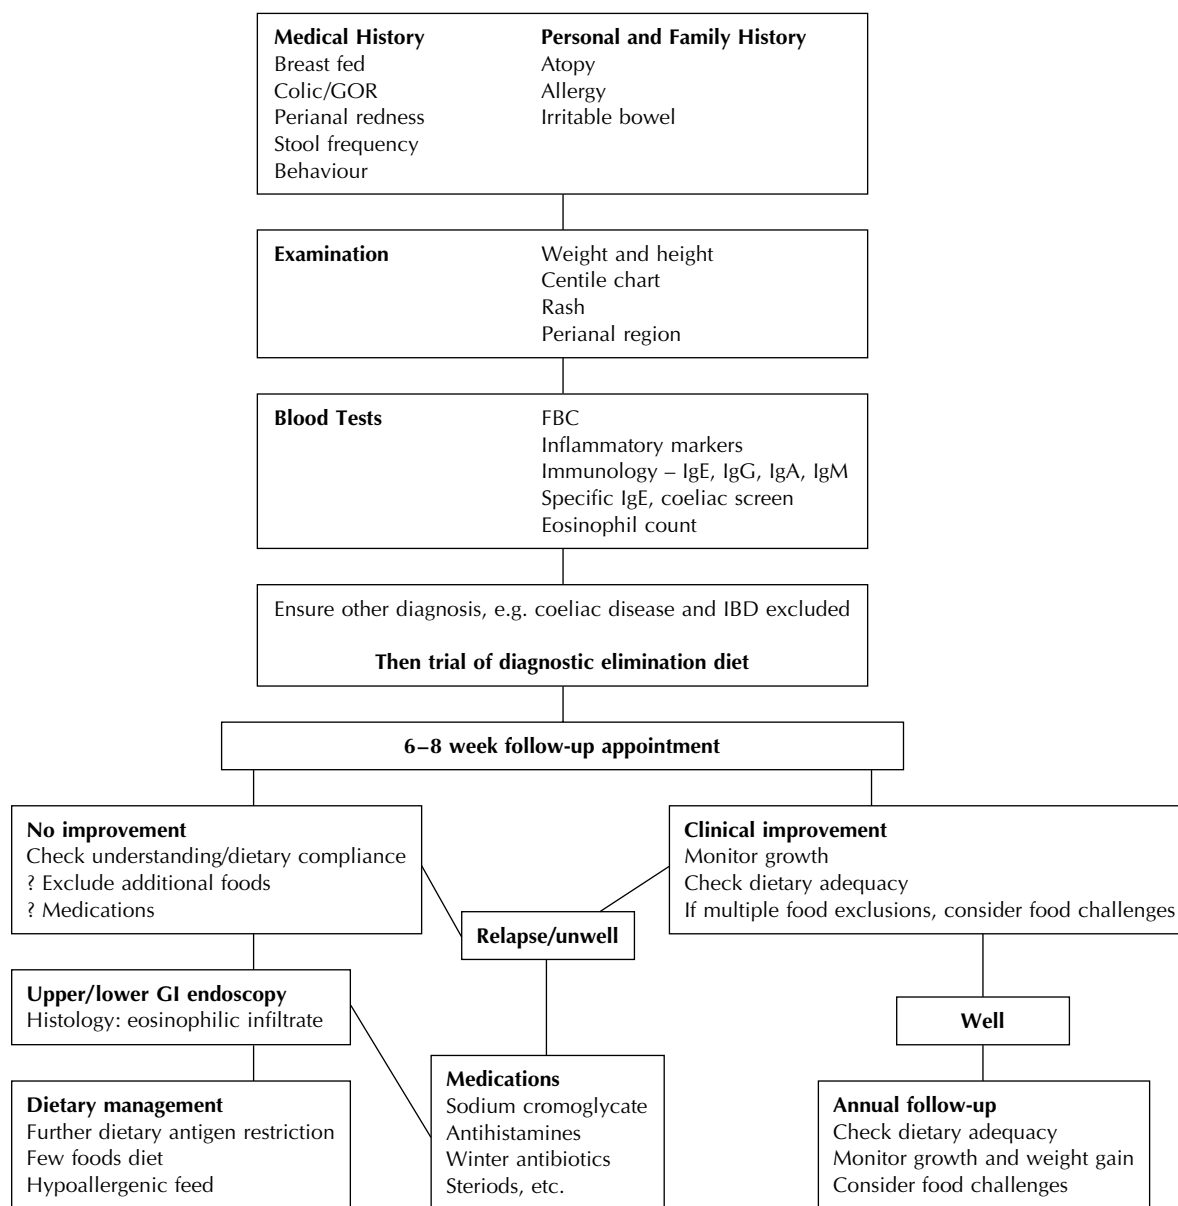 Medical History
Breast fed
Colic/GOR
Perianal redness
Stool frequency
Behaviour
Personal and Family History
Atopy
Allergy
Irritable bowel
Examination
Weight and height
Centile chart
Rash
Perianal region
Blood Tests
FBC
Inflammatory markers
Immunology – IgE, IgG, IgA, IgM
Specific IgE, coeliac screen
Eosinophil count
Ensure other diagnosis, e.g. coeliac disease and IBD excluded
Then trial of diagnostic elimination diet
6–8 week follow-up appointment
No improvement
Check understanding/dietary compliance
? Exclude additional foods
? Medications
Clinical improvement
Monitor growth
Check dietary adequacy
If multiple food exclusions, consider food challenges
Relapse/unwell
Upper/lower GI endoscopy
Histology: eosinophilic infiltrate
Well
Dietary management
Further dietary antigen restriction
Few foods diet
Hypoallergenic feed
Medications
Sodium cromoglycate
Antihistamines
Winter antibiotics
Steriods, etc.
Annual follow-up
Check dietary adequacy
Monitor growth and weight gain
Consider food challenges